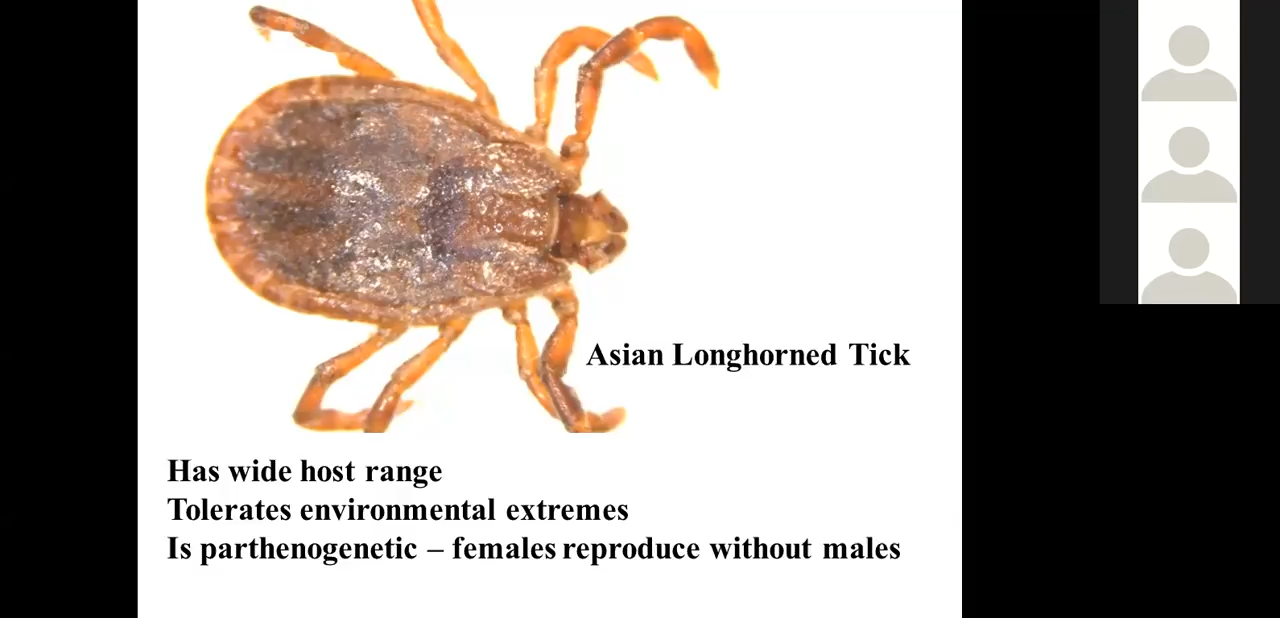 Asian Longhorned Tick
Has wide host range
Tolerates environmental extremes
Is parthenogenetic – females reproduce without males